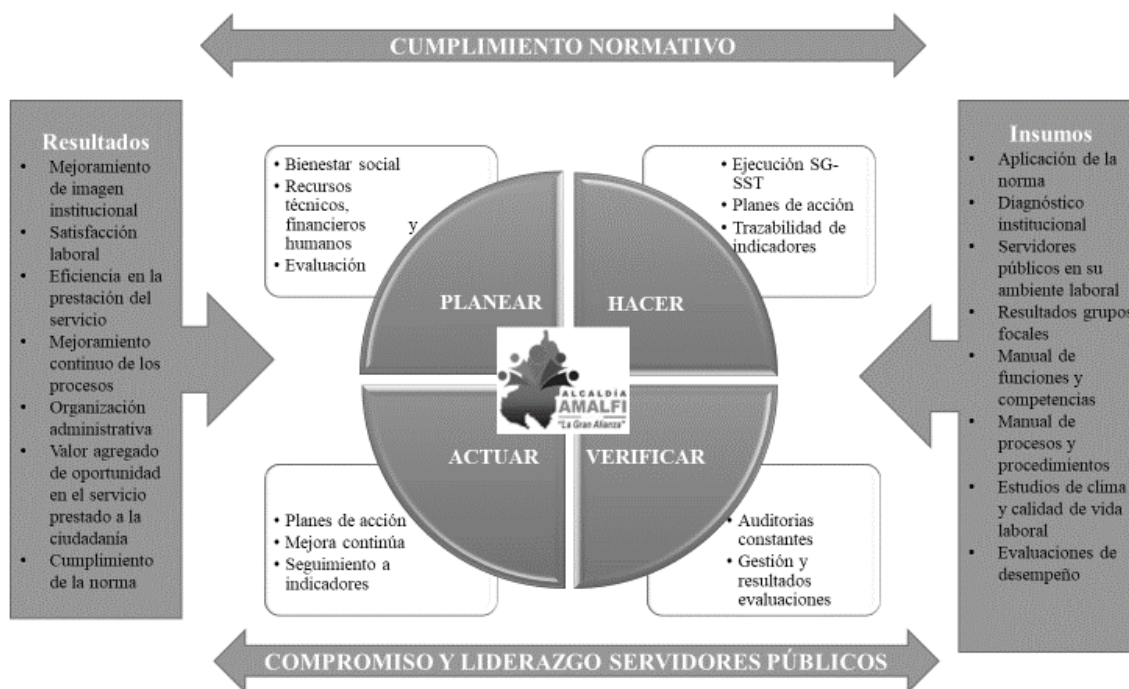 CUMPLIMIENTO NORMATIVO
Resultados
• Mejoramiento
de imagen
institucional
• Satisfacción
laboral
• Eficiencia en la
prestación del
servicio
• Mejoramiento
continuo de los
procesos
• Organización
administrativa
• Valor agregado
de oportunidad
en el servicio
prestado a la
ciudadanía
• Cumplimiento
de la norma
• Bienestar social
• Recursos
técnicos,
financieros y
humanos
• Evaluación
• Ejecución SG-
SST
• Planes de acción
• Trazabilidad de
indicadores
PLANEAR
HACER
ALCALDÍA
AMALFI
"La Gran Alianza"
ACTUAR
VERIFICAR
• Planes de acción
• Mejora continúa
• Seguimiento a
indicadores
• Auditorias
constantes
• Gestión y
resultados
evaluaciones
Insumos
• Aplicación de la
norma
• Diagnóstico
institucional
• Servidores
públicos en su
ambiente laboral
• Resultados grupos
focales
• Manual de
funciones y
competencias
• Manual de
procesos y
procedimientos
• Estudios de clima
y calidad de vida
laboral
• Evaluaciones de
desempeño
COMPROMISO Y LIDERAZGO SERVIDORES PÚBLICOS